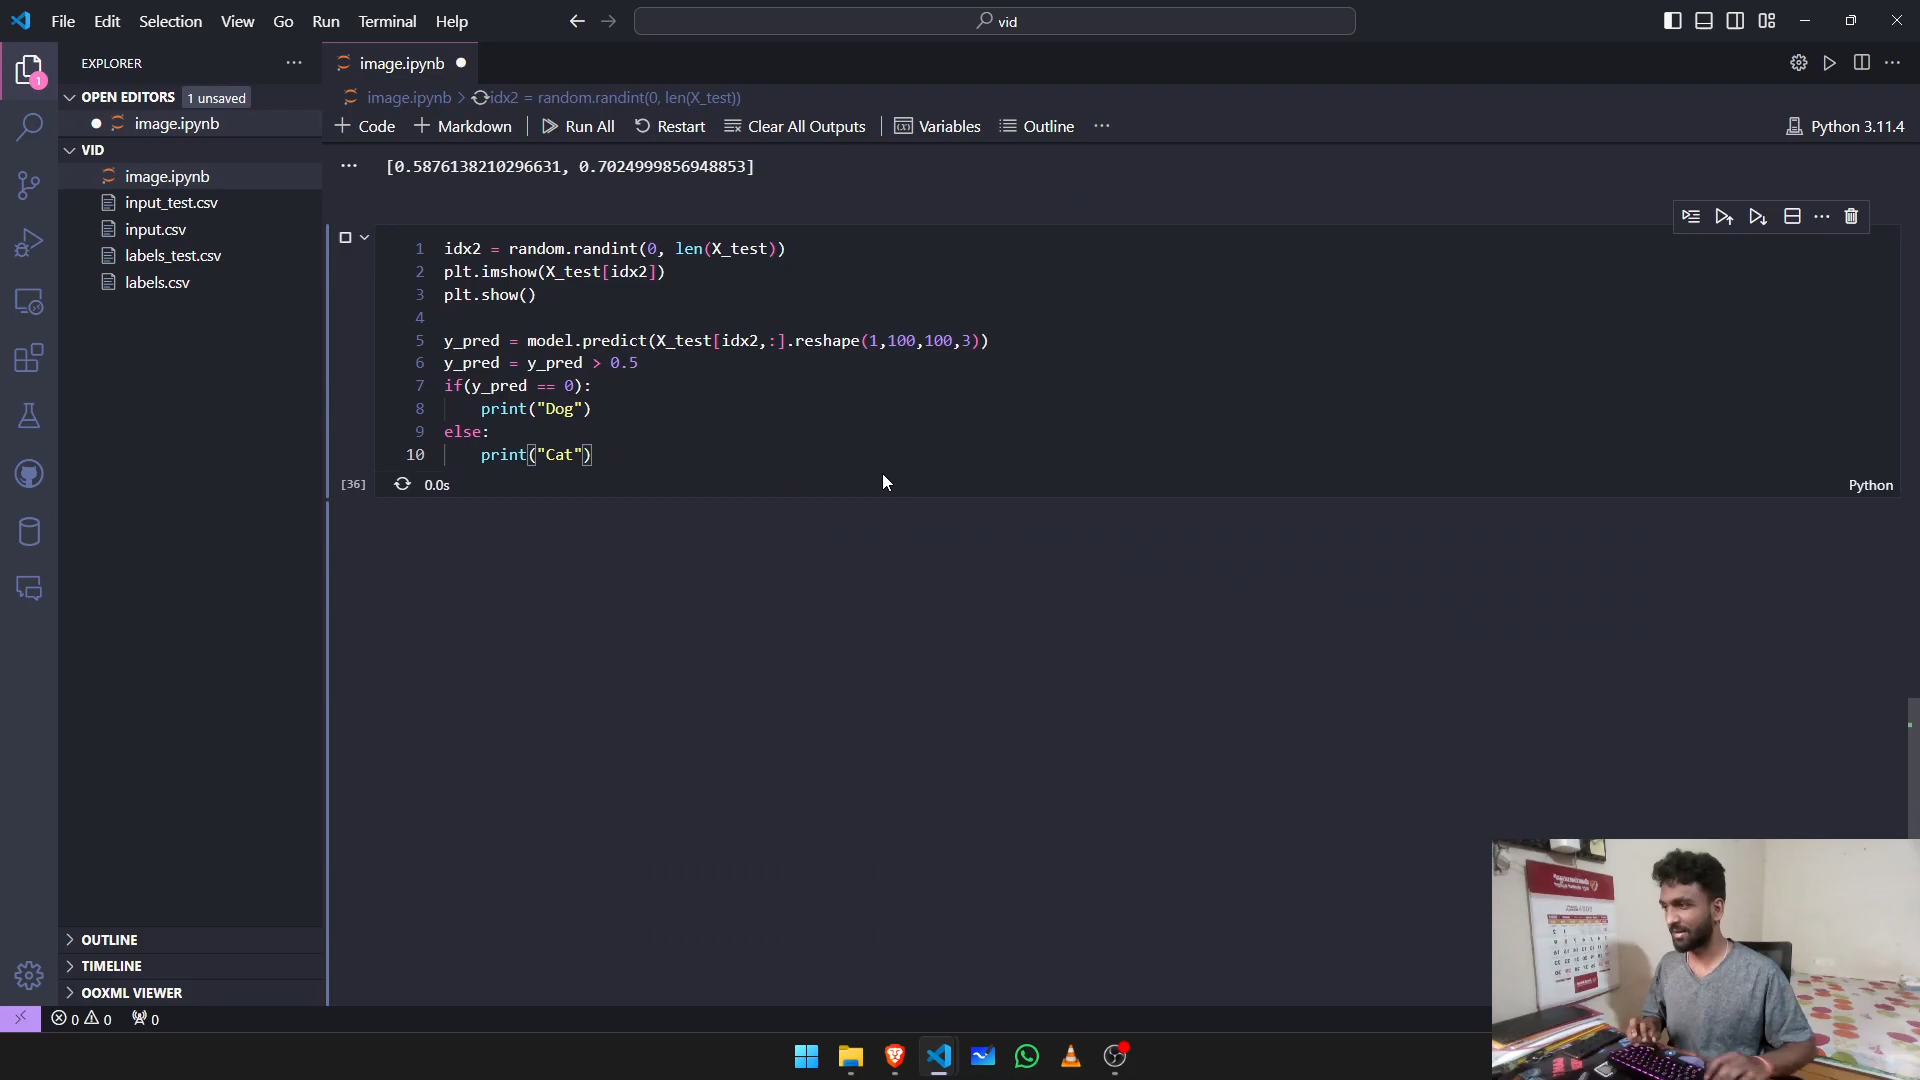 File Edit Selection View Go Run Terminal Help
vid
EXPLORER
image.ipynb
OPEN EDITORS 1 unsaved
image.ipynb > idx2 = random.randint(0, len(X_test))
image.ipynb
Code Markdown Run All Restart Clear All Outputs Variables Outline
Python 3.11.4
VID
image.ipynb
input_test.csv
input.csv
labels_test.csv
labels.csv
[0.5876138210296631, 0.7024999856948853]
1 idx2 = random.randint(0, len(X_test))
2 plt.imshow(X_test[idx2])
3 plt.show()
4
5 y_pred = model.predict(X_test[idx2,:].reshape(1,100,100,3))
6 y_pred = y_pred > 0.5
7 if(y_pred == 0):
8 print("Dog")
9 else:
10 print("Cat")
[36] 0.0s
Python
1
OUTLINE
TIMELINE
OOXML VIEWER
0 0 0